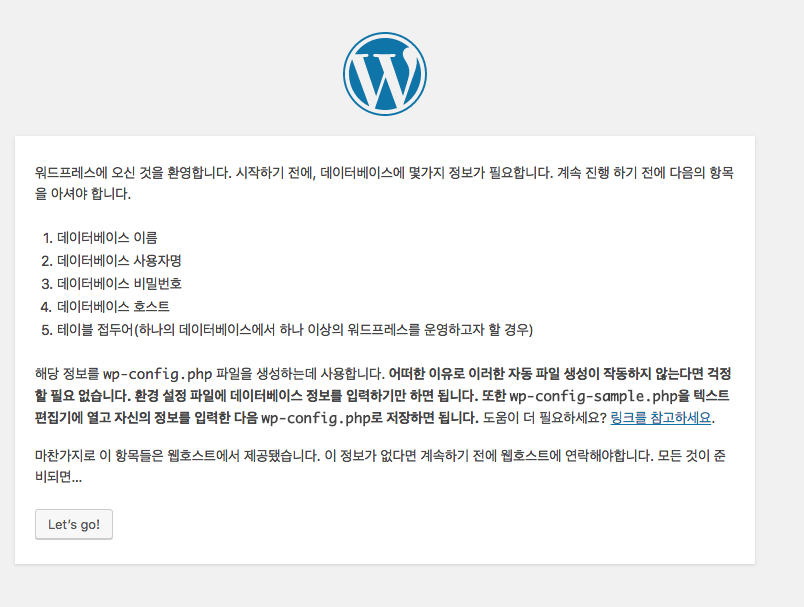 워드프레스에 오신 것을 환영합니다. 시작하기 전에, 데이터베이스에 몇가지 정보가 필요합니다. 계속 진행 하기 전에 다음의 항목
을 아셔야 합니다.
1. 데이터베이스 이름
2. 데이터베이스 사용자명
3. 데이터베이스 비밀번호
4. 데이터베이스 호스트
5. 테이블 접두어(하나의 데이터베이스에서 하나 이상의 워드프레스를 운영하고자 할 경우)
해당 정보를 wp-config.php 파일을 생성하는데 사용합니다. 어떠한 이유로 이러한 자동 파일 생성이 작동하지 않는다면 걱정
할 필요 없습니다. 환경 설정 파일에 데이터베이스 정보를 입력하기만 하면 됩니다. 또한 wp-config-sample.php을 텍스트
편집기에 열고 자신의 정보를 입력한 다음 wp-config.php로 저장하면 됩니다. 도움이 더 필요하세요? 링크를 참고하세요.
마찬가지로 이 항목들은 웹호스트에서 제공됐습니다. 이 정보가 없다면 계속하기 전에 웹호스트에 연락해야합니다. 모든 것이 준
비되면...
Let's go!